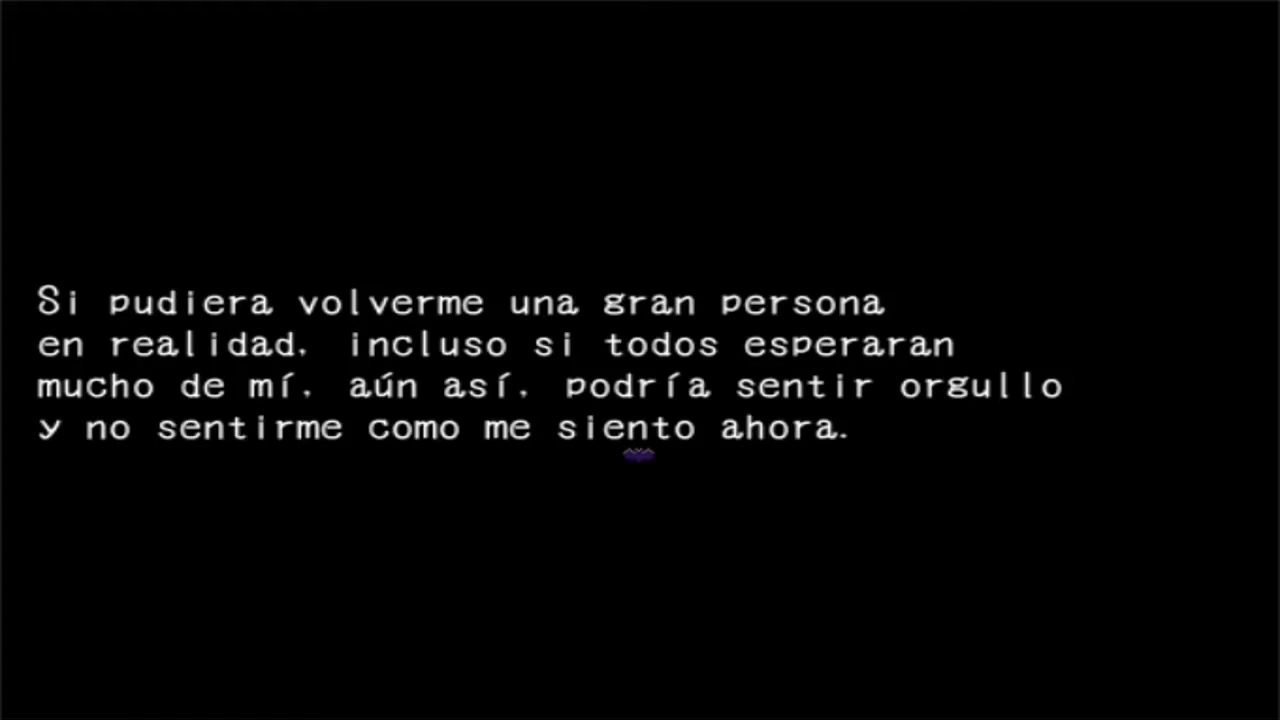 Si pudiera volverme una gran persona
en realidad, incluso si todos esperaran
mucho de mí, aún así, podría sentir orgullo
y no sentirme como me siento ahora.